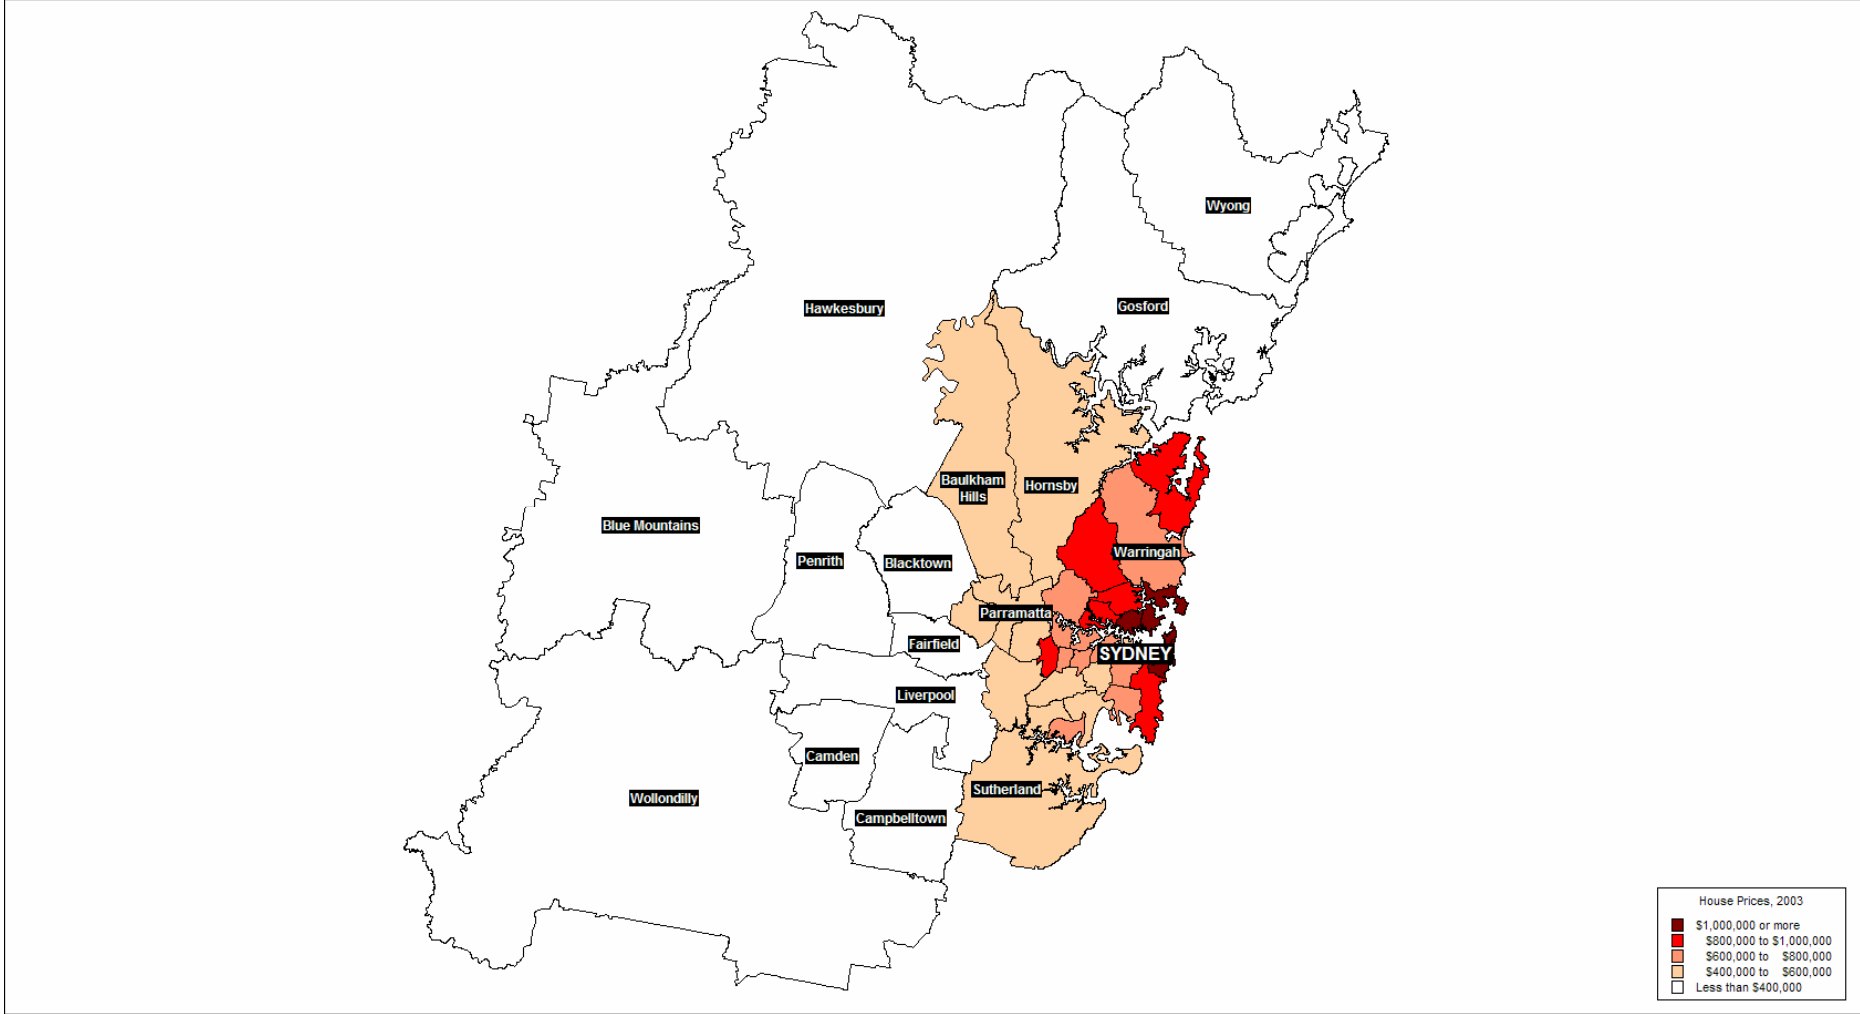 Wyong
Hawkesbury
Gosford
Baulkham
Hills
Hornsby
Blue Mountains
Penrith
Blacktown
Warringah
Parramatta
Fairfield
SYDNEY
Liverpool
Camden
Sutherland
Wollondilly
Campbelltown
House Prices, 2003
$1,000,000 or more
$800,000 to $1,000,000
$600,000 to $800,000
$400,000 to $600,000
Less than $400,000